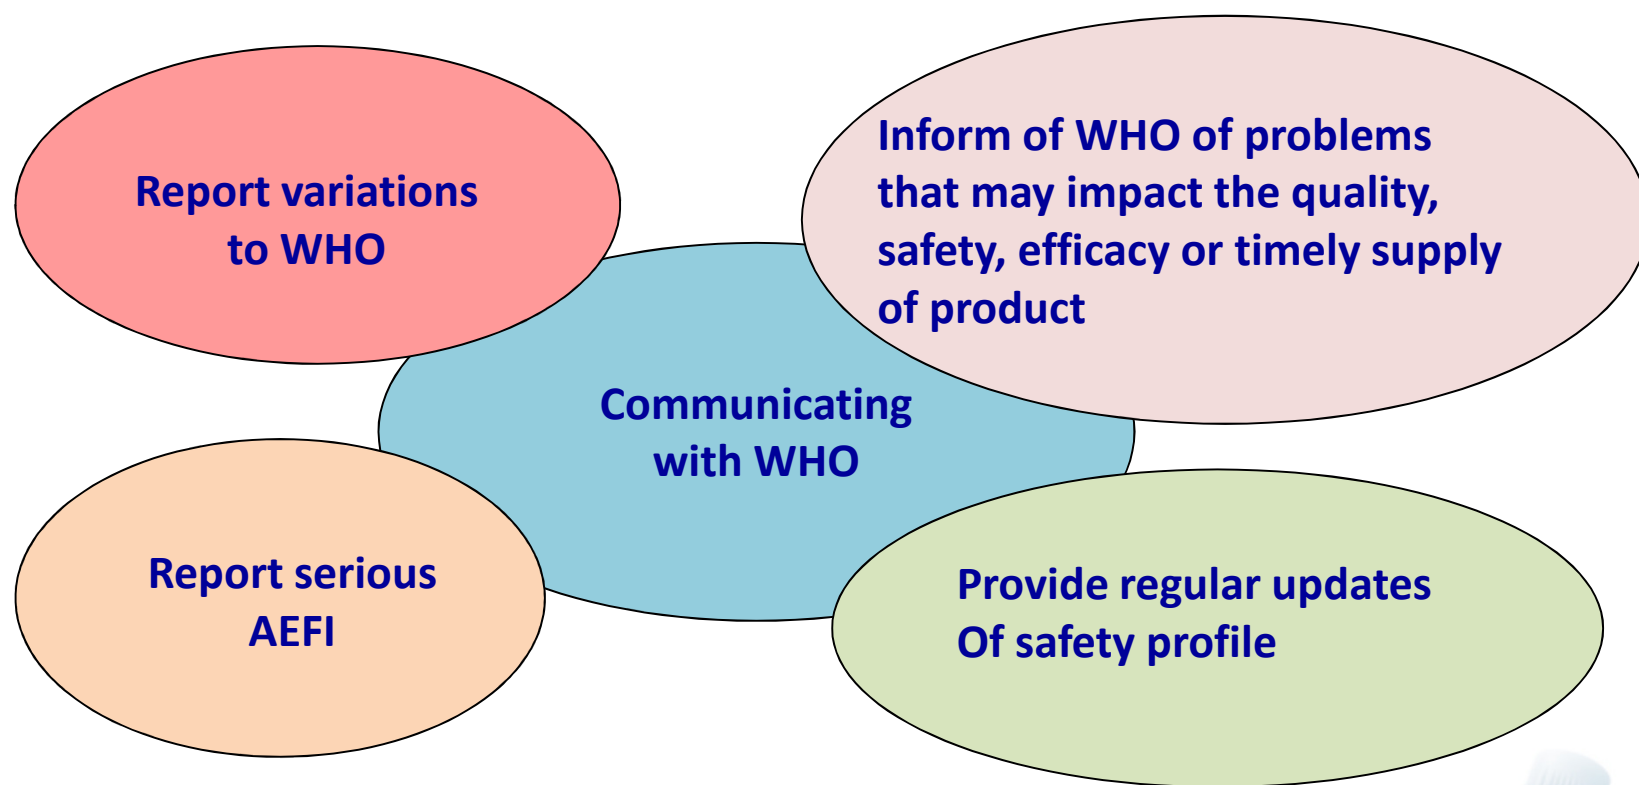 Report variations
to WHO
Inform of WHO of problems
that may impact the quality,
safety, efficacy or timely supply
of product
Communicating
with WHO
Report serious
AEFI
Provide regular updates
Of safety profile